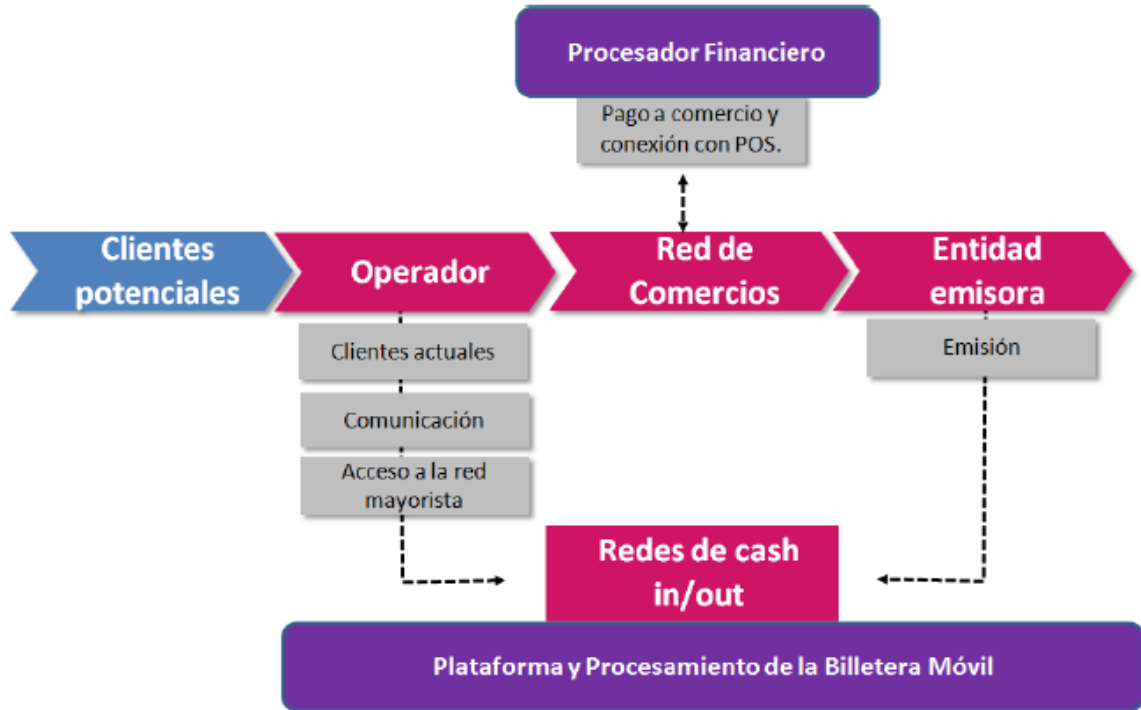 Procesador Financiero
Pago a comercio y
conexión con POS.
Clientes
potenciales
Operador
Red de
Comercios
Entidad
emisora
Clientes actuales
Comunicación
Acceso a la red
mayorista
Emisión
Redes de cash
in/out
Plataforma y Procesamiento de la Billetera Móvil